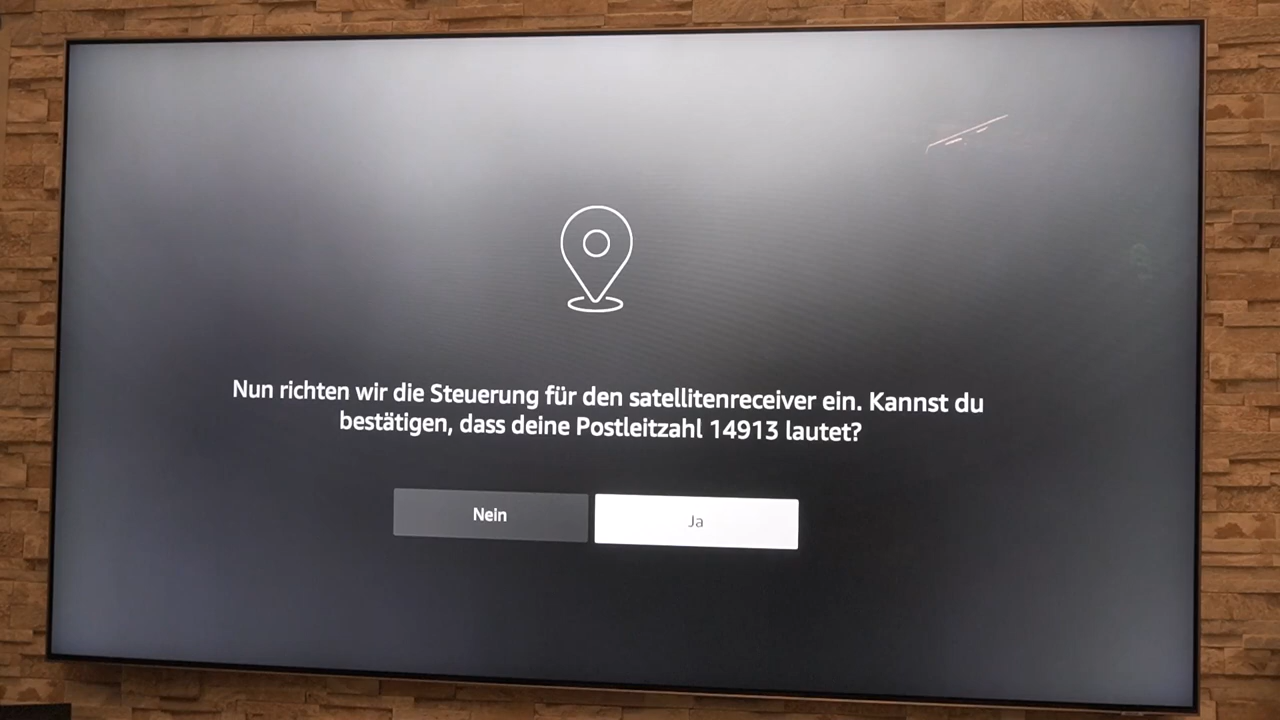 Nun richten wir die Steuerung für den satellitenreceiver ein. Kannst du
bestätigen, dass deine Postleitzahl 14913 lautet?
Nein
Ja